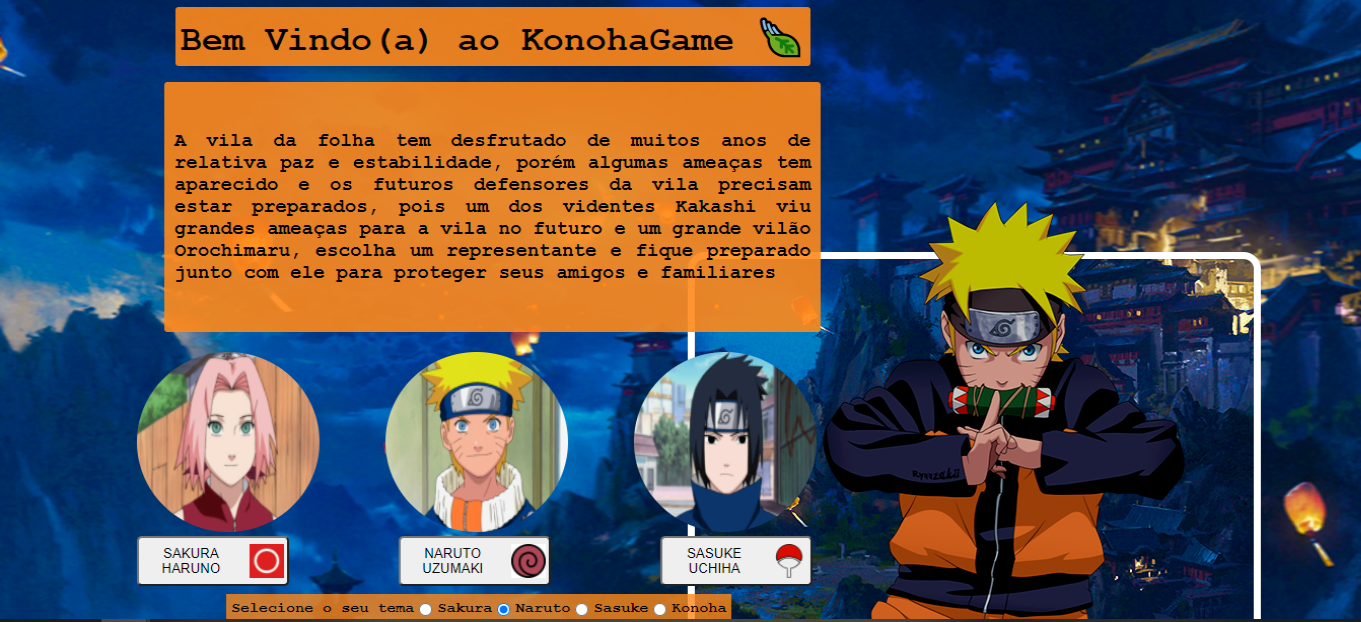 Bem Vindo(a) ao KonohaGame
A vila da folha tem desfrutado de muitos anos de
relativa paz e estabilidade, porém algumas ameaças tem
aparecido e os futuros defensores da vila precisam
estar preparados, pois um dos videntes Kakashi viu
grandes ameaças para a vila no futuro e um grande vilão
Orochimaru, escolha um representante e fique preparado
junto com ele para proteger seus amigos e familiares
Ryuzakii
SAKURA
HARUNO
NARUTO
UZUMAKI
SASUKE
UCHIHA
Selecione o seu tema Sakura Naruto Sasuke Konoha